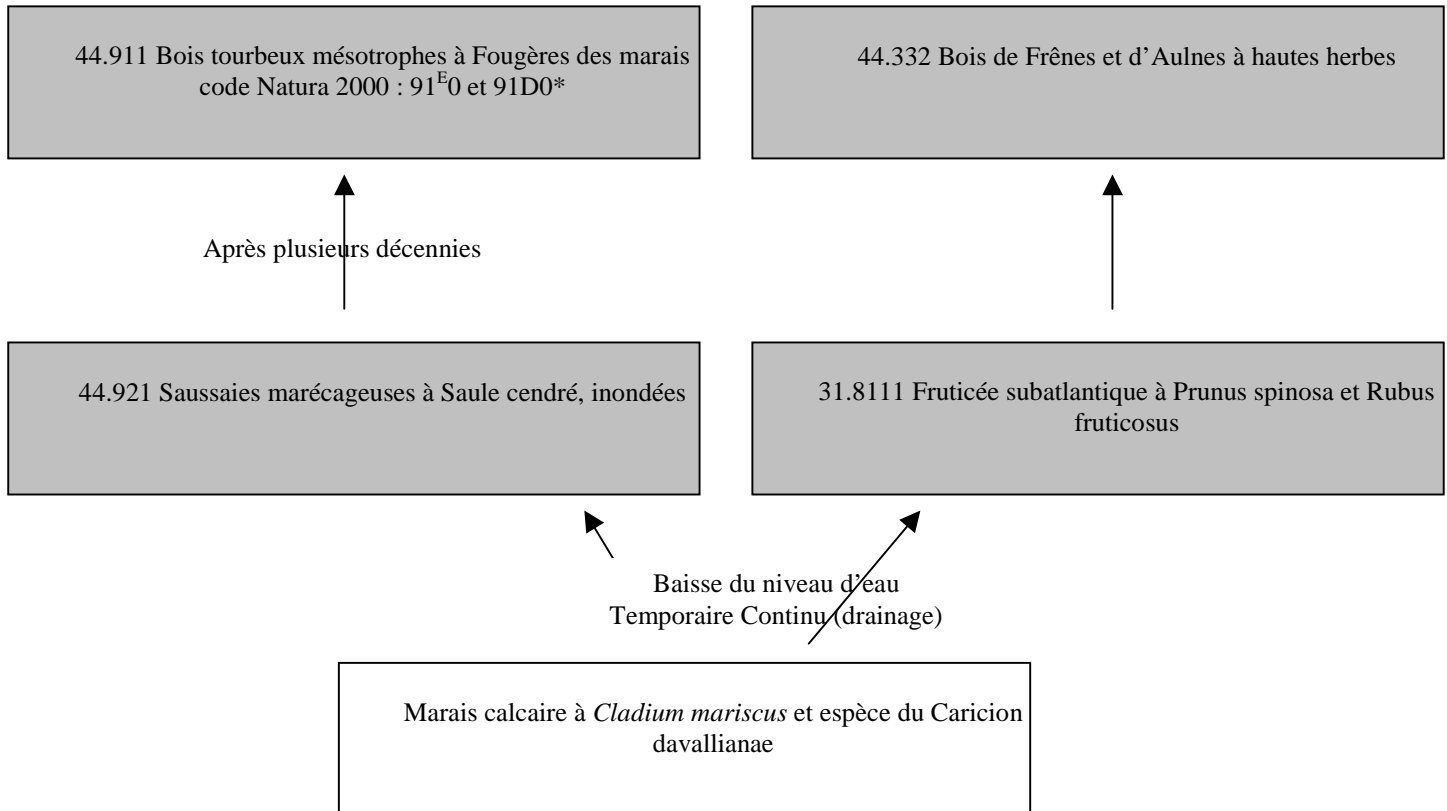 44.911 Bois tourbeux mésotrophes à Fougères des marais
code Natura 2000 : 91E0 et 91D0*
44.332 Bois de Frênes et d’Aulnes à hautes herbes
Après plusieurs décennies
44.921 Saussaies marécageuses à Saule cendré, inondées
31.8111 Fruticée subatlantique à Prunus spinosa et Rubus
fruticosus
Baisse du niveau d’eau
Temporaire Continu (drainage)
Marais calcaire à Cladium mariscus et espèce du Caricion
davallianae